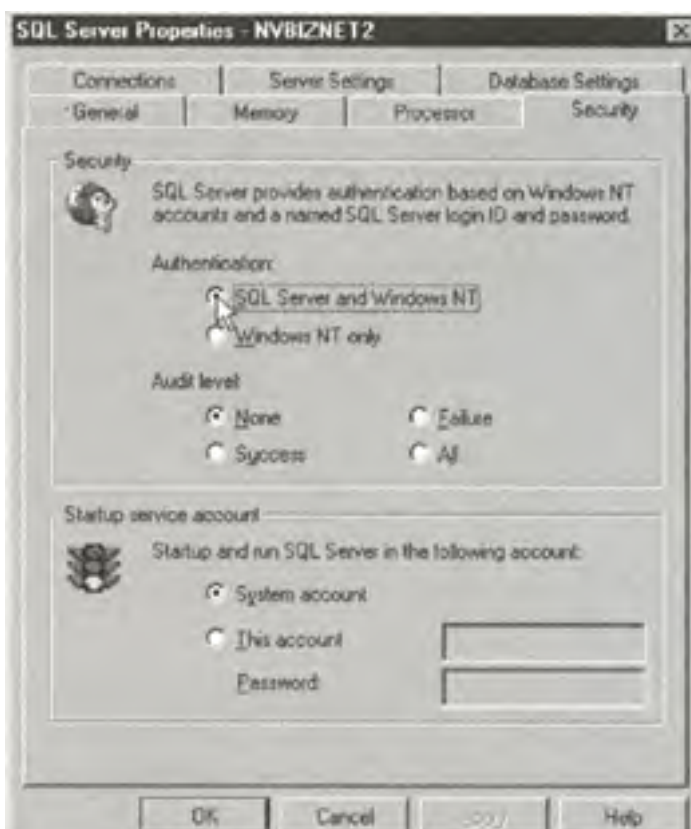 SQL Server Properties - NVBIZNET2
Connections Server Settings Database Settings
General Memory Processor Security
Security
SQL Server provides authentication based on Windows NT
accounts and a named SQL Server login ID and password.
Authentication:
SQL Server and Windows NT
Windows NT only
Audit level:
None Failure
Success All
Startup service account
Startup and run SQL Server in the following account:
System account
This account
Password:
OK Cancel Apply Help